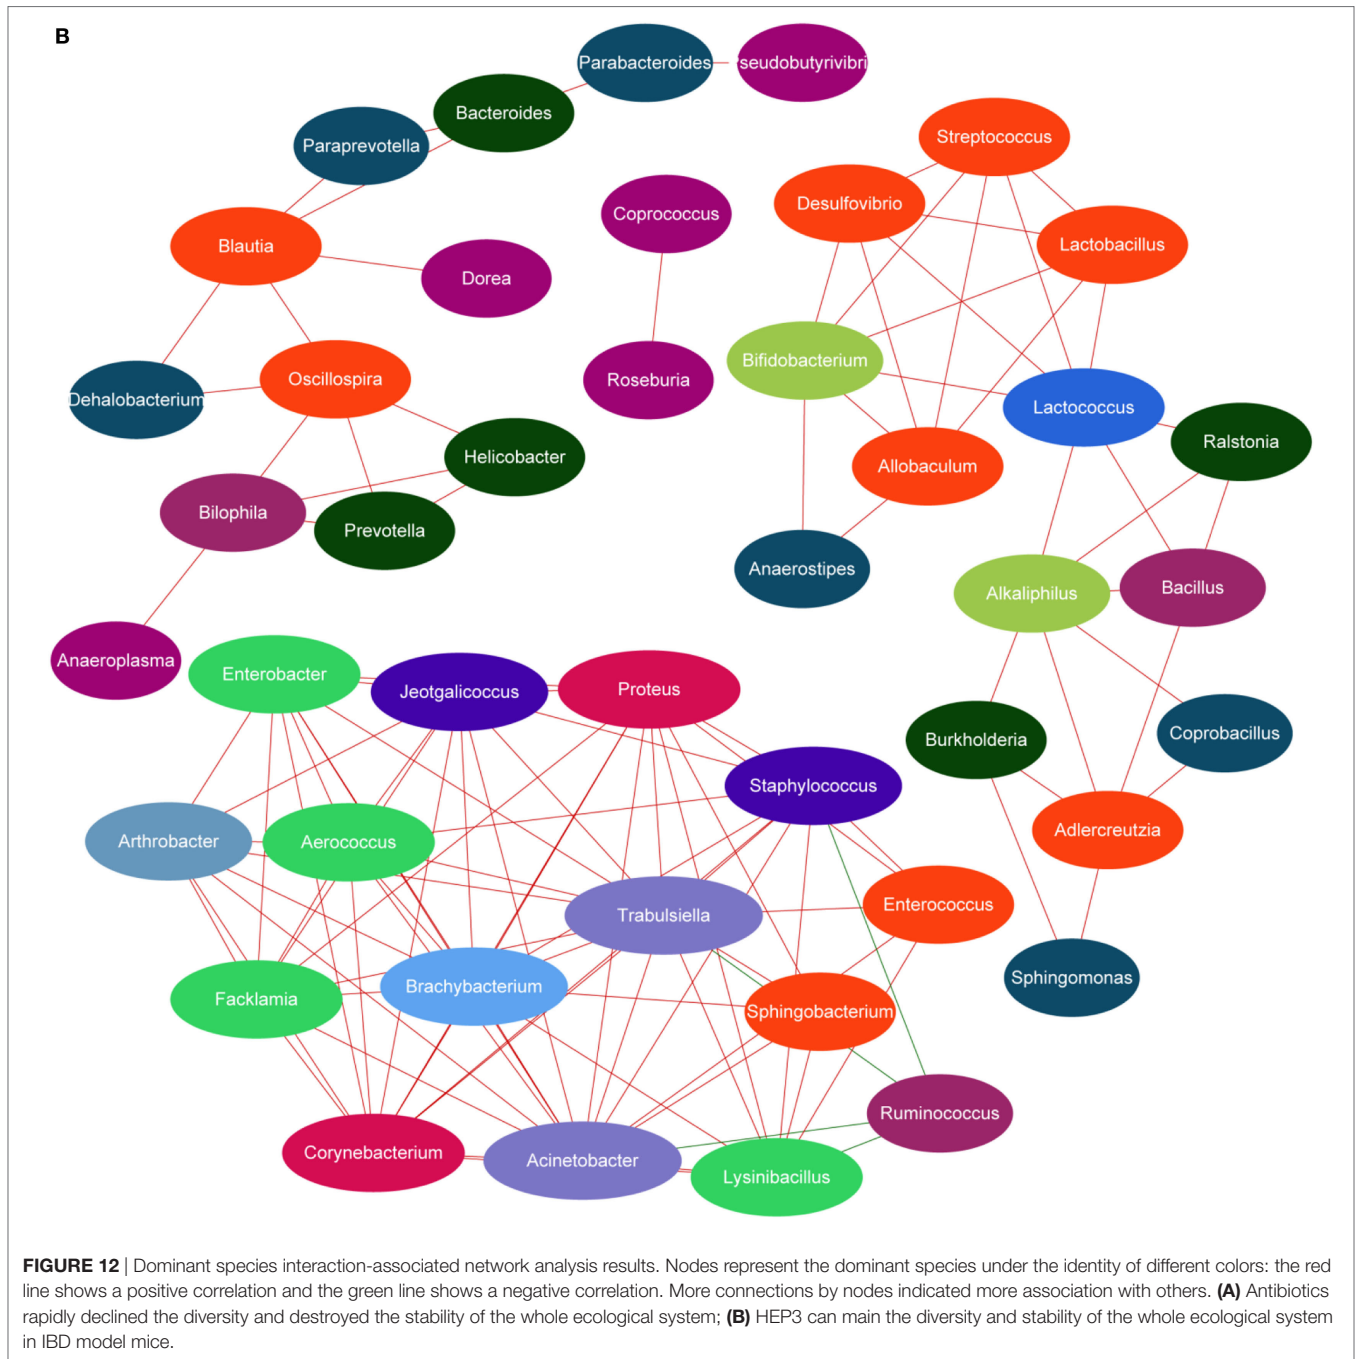 B
Parabacteroides
seudobutyrivibri
Bacteroides
Streptococcus
Paraprevotella
Desulfovibrio
Coprococcus
Blautia
Lactobacillus
Dorea
Bifidobacterium
Oscillospira
Roseburia
Dehalobacterium
Lactococcus
Ralstonia
Helicobacter
Allobaculum
Bilophila
Prevotella
Anaerostipes
Alkaliphilus
Bacillus
Anaeroplasma
Enterobacter
Jeotgalicoccus
Proteus
Coprobacillus
Burkholderia
Staphylococcus
Adlercreutzia
Arthrobacter
Aerococcus
Enterococcus
Trabulsiella
Sphingomonas
Brachybacterium
Facklamia
Sphingobacterium
Ruminococcus
Corynebacterium
Acinetobacter
Lysinibacillus
FIGURE 12 | Dominant species interaction-associated network analysis results. Nodes represent the dominant species under the identity of different colors: the red
line shows a positive correlation and the green line shows a negative correlation. More connections by nodes indicated more association with others. (A) Antibiotics
rapidly declined the diversity and destroyed the stability of the whole ecological system; (B) HEP3 can main the diversity and stability of the whole ecological system
in IBD model mice.